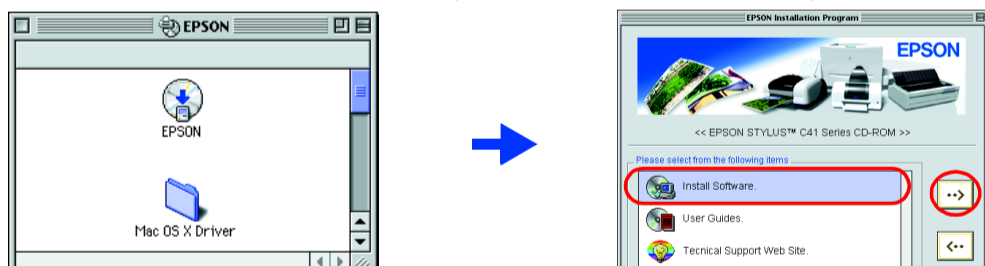 EPSON
EPSON
Mac OS X Driver
EPSON Installation Program
EPSON
<< EPSON STYLUS™ C41 Series CD-ROM >>
Please select from the following items
Install Software.
User Guides.
Tecnical Support Web Site.